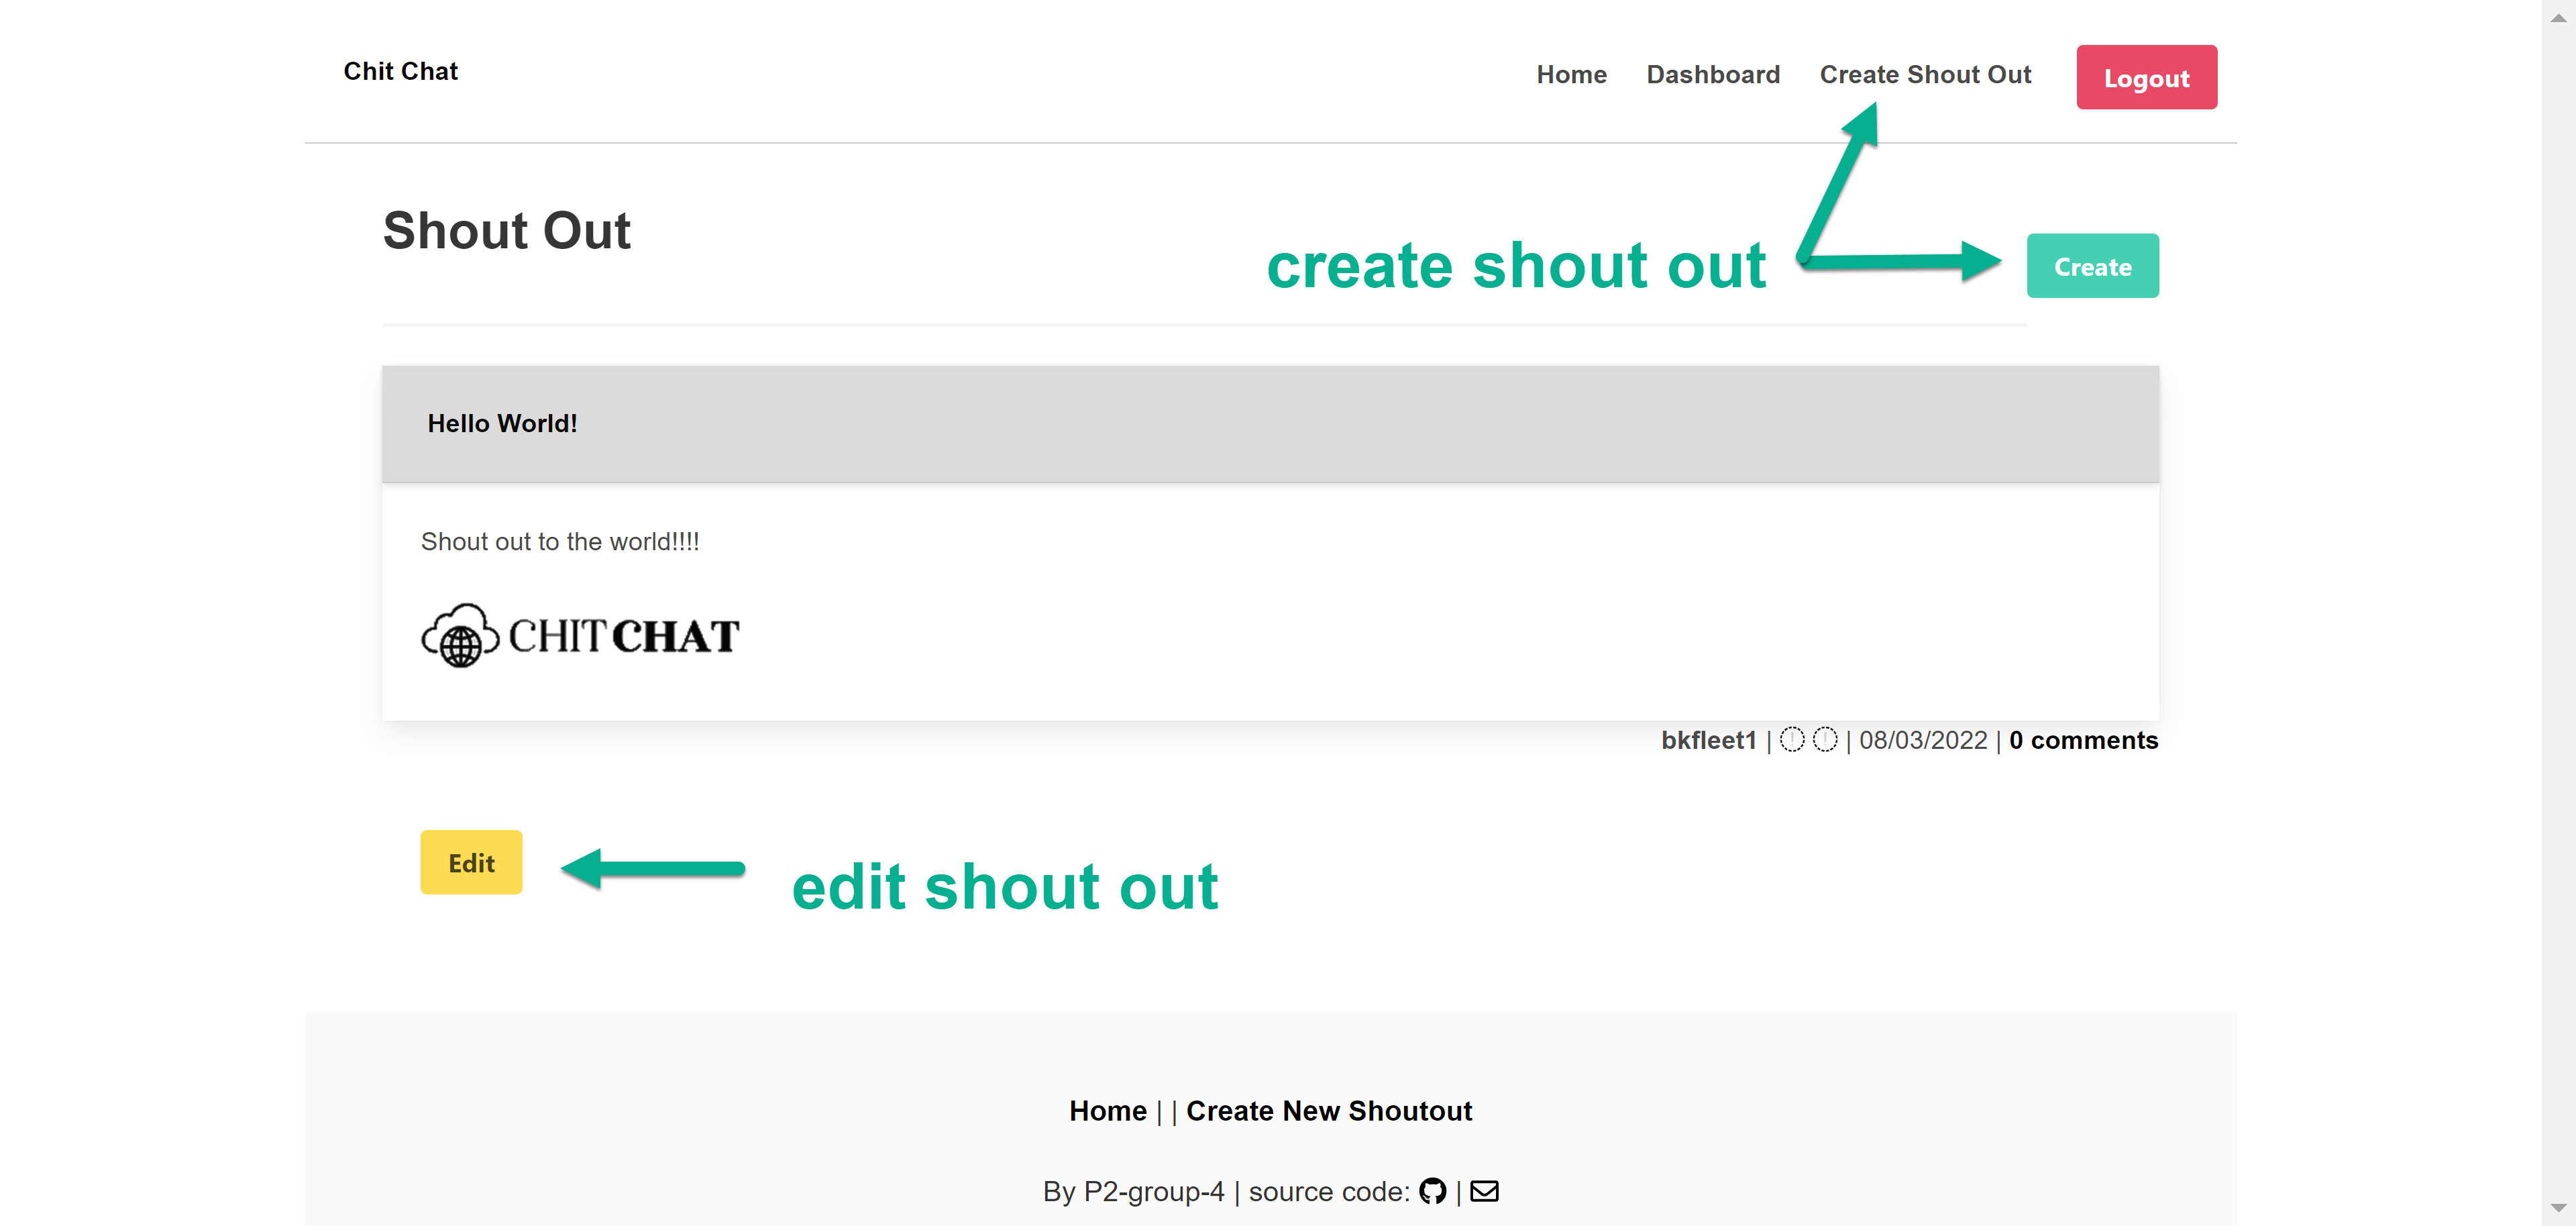 Chit Chat
Home Dashboard Create Shout Out Logout
Shout Out
create shout out
Create
Hello World!
Shout out to the world!!!!
CHIT CHAT
bkfleet1 | | 08/03/2022 | 0 comments
Edit
edit shout out
Home | | Create New Shoutout
By P2-group-4 | source code: |